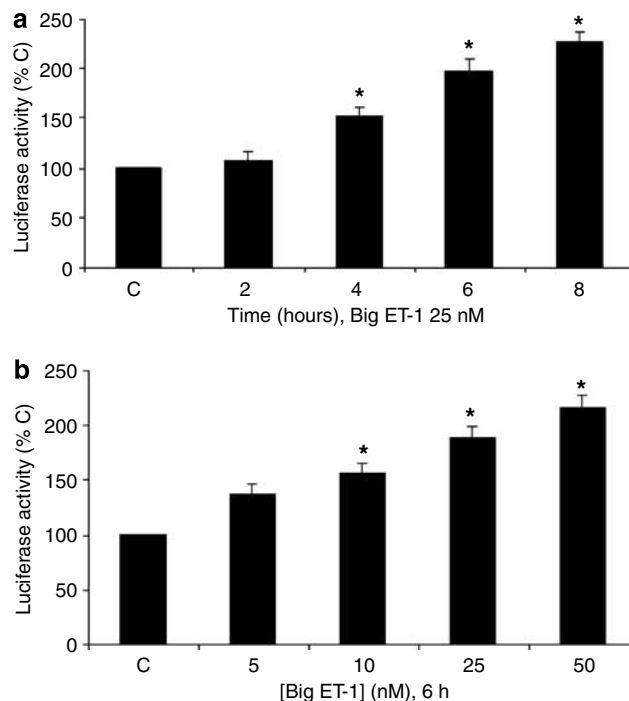 a
Luciferase activity (% C)
250
200
150
100
50
0
* * *
C 2 4 6 8
Time (hours), Big ET-1 25 nM
b
Luciferase activity (% C)
250
200
150
100
50
0
* * *
C 5 10 25 50
[Big ET-1] (nM), 6 h